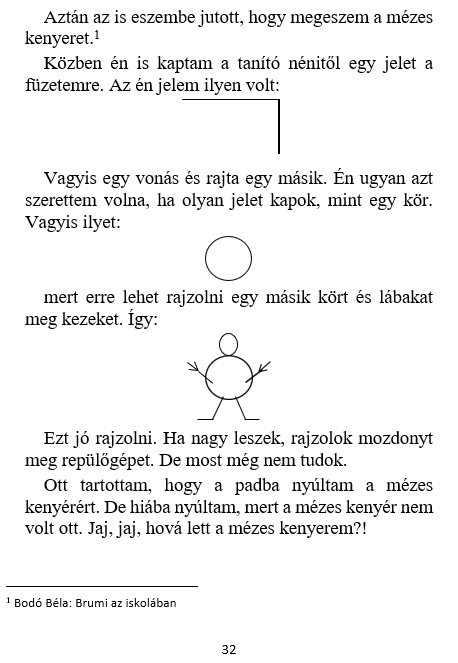 Aztán az is eszembe jutott, hogy megeszem a mézes
kenyeret.¹
Közben én is kaptam a tanító nénitől egy jelet a
füzetemre. Az én jelem ilyen volt:
Vagyis egy vonás és rajta egy másik. Én ugyan azt
szerettem volna, ha olyan jelet kapok, mint egy kör.
Vagyis ilyet:
mert erre lehet rajzolni egy másik kört és lábakat
meg kezeket. Így:
Ezt jó rajzolni. Ha nagy leszek, rajzolok mozdonyt
meg repülőgépet. De most még nem tudok.
Ott tartottam, hogy a padba nyúltam a mézes
kenyérért. De hiába nyúltam, mert a mézes kenyér nem
volt ott. Jaj, jaj, hová lett a mézes kenyerem?!
¹ Bodó Béla: Brumi az iskolában
32